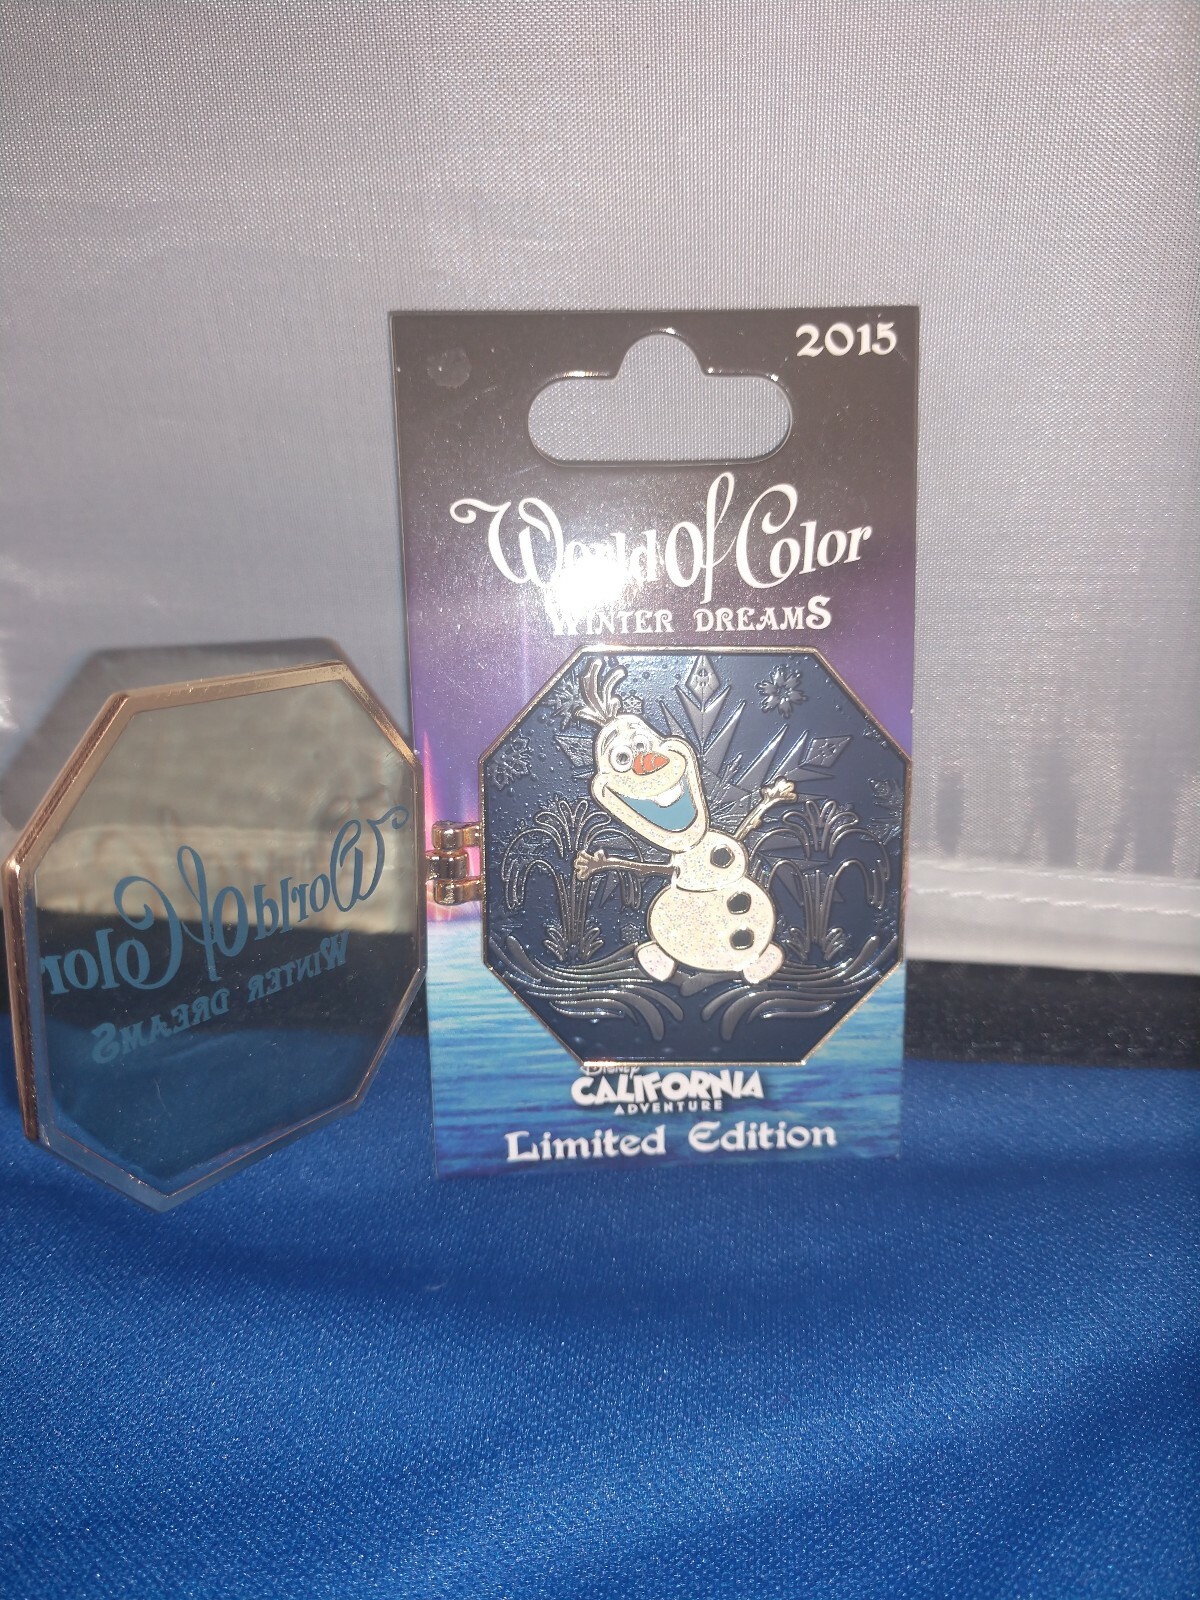 2015
World Of Color
WINTER DREAMS
World Of Color
WINTER DREAMS
DISNEY
CALIFORNIA
ADVENTURE
Limited Edition